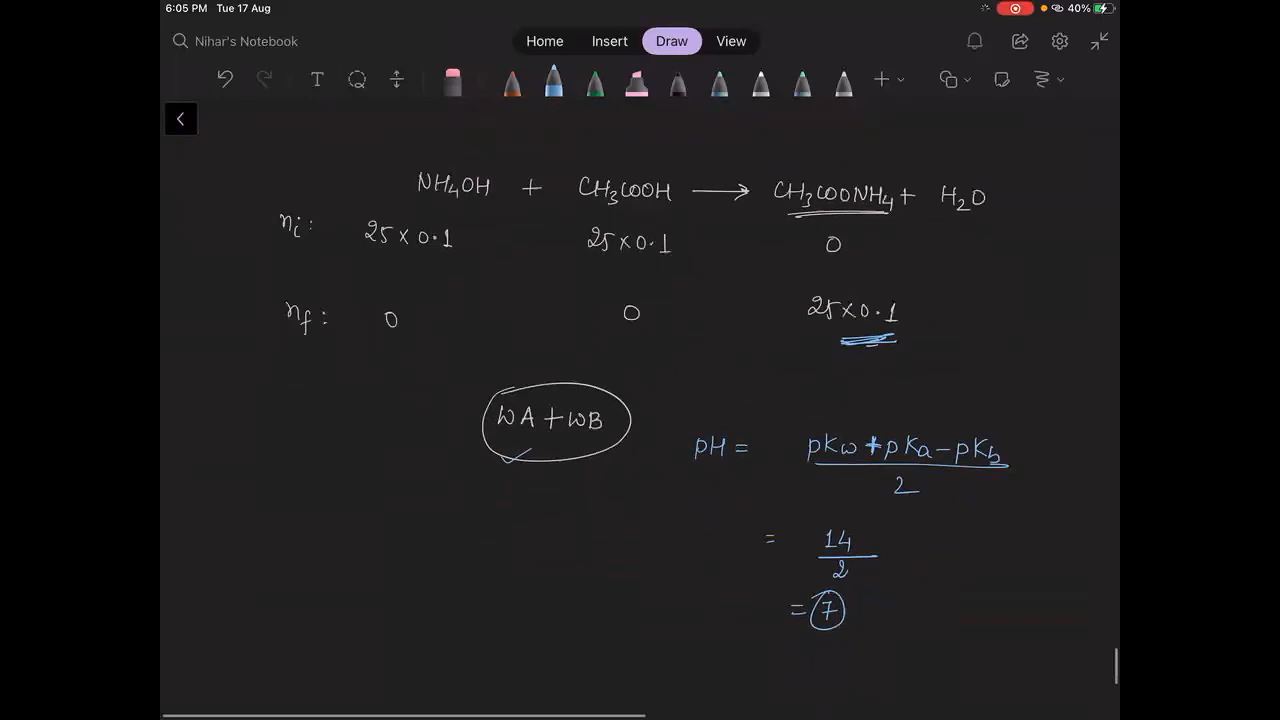 6:05 PM Tue 17 Aug 40%
Nihar's Notebook Home Insert Draw View
T
NH4OH + CH3COOH ⟶ CH3COONH4 + H2O
ni: 25 × 0.1 25 × 0.1 0
nf: 0 0 25 × 0.1
WA + WB
pH = pKw + pKa − pKb
2
= 14
2
= 7